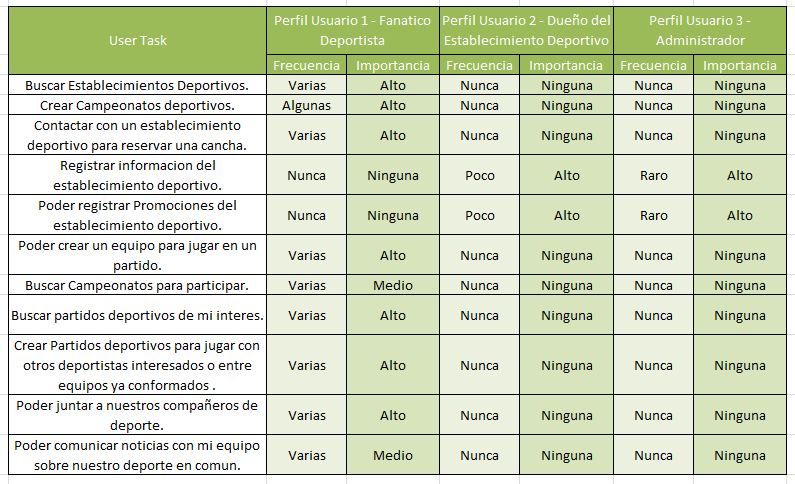 User Task
Perfil Usuario 1 - Fanatico
Deportista
Perfil Usuario 2 - Dueño del
Establecimiento Deportivo
Perfil Usuario 3 -
Administrador
Frecuencia Importancia Frecuencia Importancia Frecuencia Importancia
Buscar Establecimientos Deportivos. Varias Alto Nunca Ninguna Nunca Ninguna
Crear Campeonatos deportivos. Algunas Alto Nunca Ninguna Nunca Ninguna
Contactar con un establecimiento
deportivo para reservar una cancha. Varias Alto Nunca Ninguna Nunca Ninguna
Registrar informacion del
establecimiento deportivo. Nunca Ninguna Poco Alto Raro Alto
Poder registrar Promociones del
establecimiento deportivo. Nunca Ninguna Poco Alto Raro Alto
Poder crear un equipo para jugar en un
partido. Varias Alto Nunca Ninguna Nunca Ninguna
Buscar Campeonatos para participar. Varias Medio Nunca Ninguna Nunca Ninguna
Buscar partidos deportivos de mi interes. Varias Alto Nunca Ninguna Nunca Ninguna
Crear Partidos deportivos para jugar con
otros deportistas interesados o entre
equipos ya conformados . Varias Alto Nunca Ninguna Nunca Ninguna
Poder juntar a nuestros compañeros de
deporte. Varias Alto Nunca Ninguna Nunca Ninguna
Poder comunicar noticias con mi equipo
sobre nuestro deporte en comun. Varias Medio Nunca Ninguna Nunca Ninguna